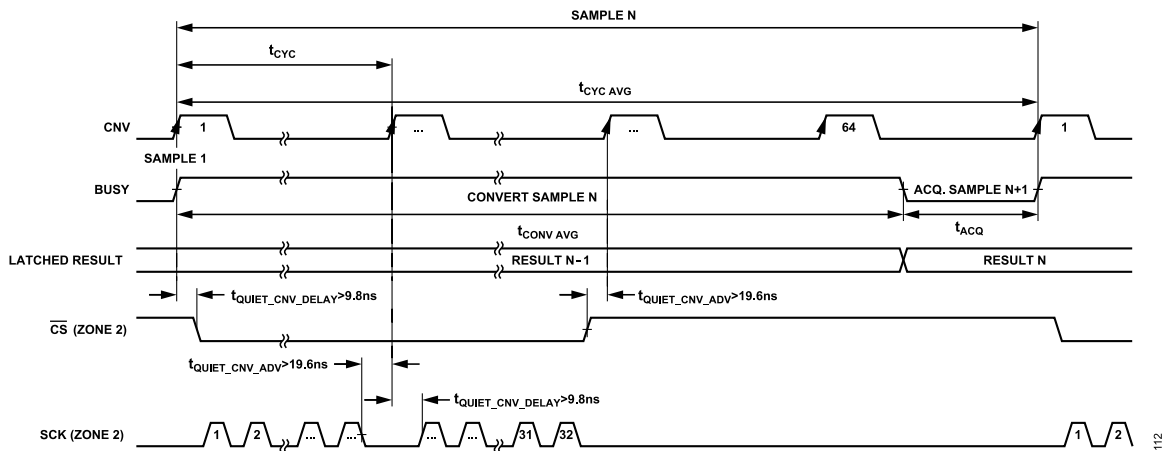 SAMPLE N
tCYC
tCYC AVG
CNV
1
...
...
64
1
SAMPLE 1
BUSY
CONVERT SAMPLE N
ACQ. SAMPLE N+1
tCONV AVG
tACQ
LATCHED RESULT
RESULT N-1
RESULT N
tQUIET_CNV_DELAY>9.8ns
tQUIET_CNV_ADV>19.6ns
CS (ZONE 2)
tQUIET_CNV_ADV>19.6ns
tQUIET_CNV_DELAY>9.8ns
SCK (ZONE 2)
1
2
...
...
...
...
31
32
1
2
112